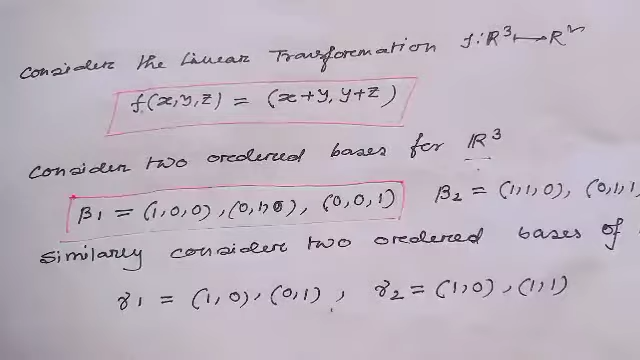 consider the Linear Transformation f:R³→R²
f(x,y,z) = (x+y, y+z)
consider two ordered bases for R³
β₁ = (1,0,0), (0,1,0), (0,0,1) β₂ = (1,1,0), (0,1,1)
similarly consider two ordered bases of
γ₁ = (1,0), (0,1), γ₂ = (1,0), (1,1)